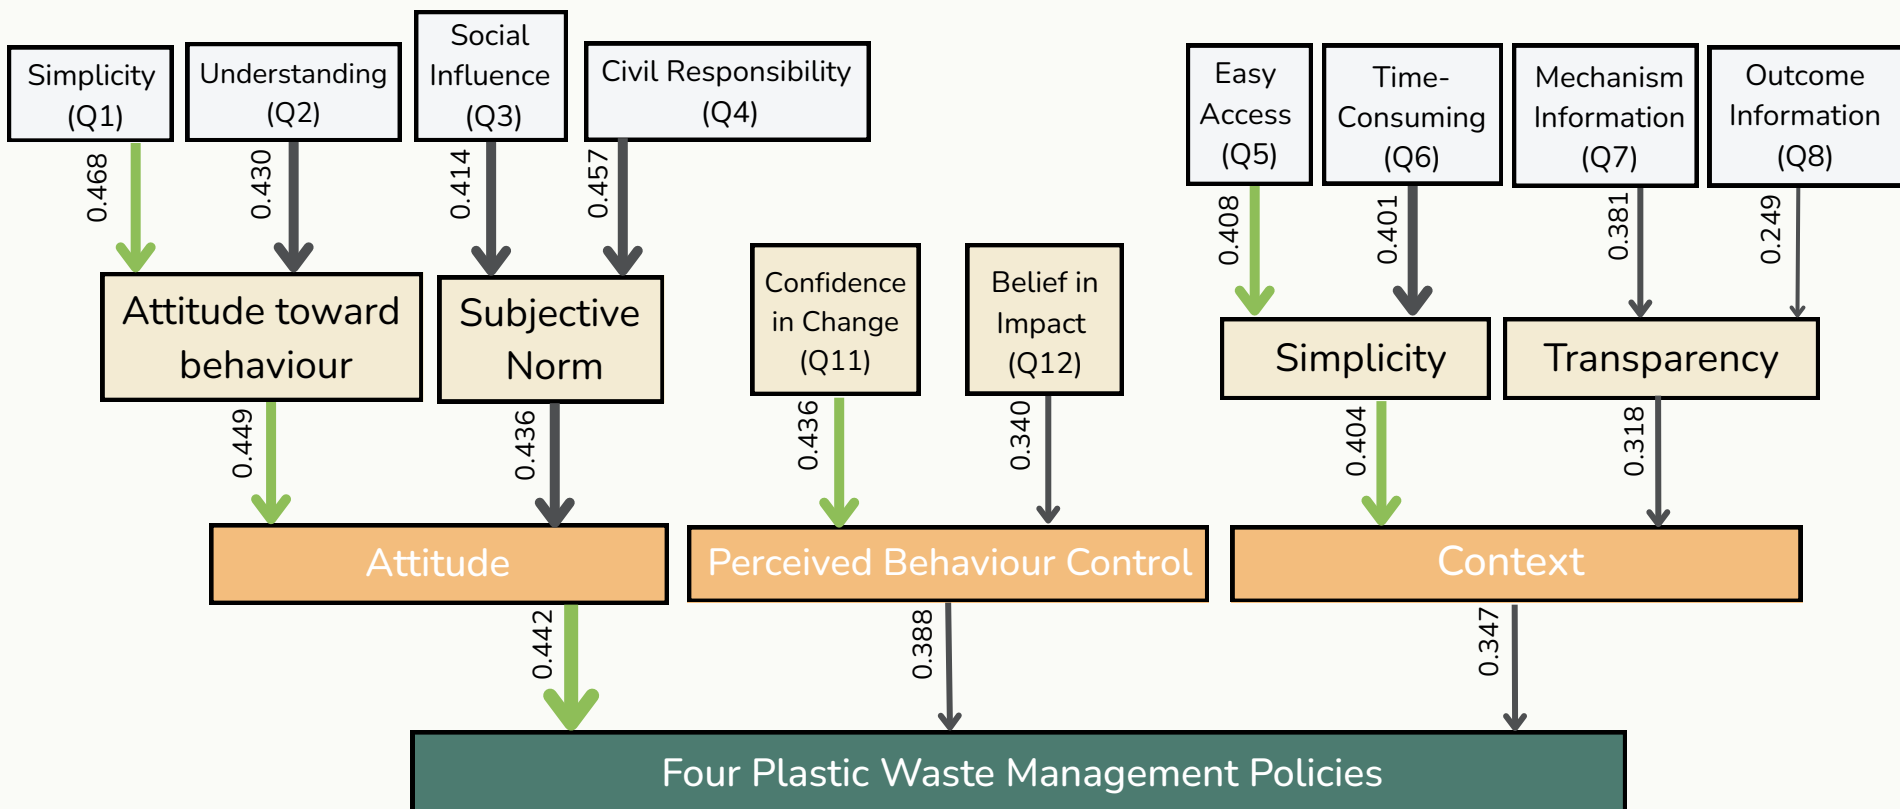 Simplicity
(Q1)
Understanding
(Q2)
Social
Influence
(Q3)
Civil Responsibility
(Q4)
Easy
Access
(Q5)
Time-
Consuming
(Q6)
Mechanism
Information
(Q7)
Outcome
Information
(Q8)
0.468
0.430
0.414
0.457
0.408
0.401
0.381
0.249
Attitude toward
behaviour
Subjective
Norm
Confidence
in Change
(Q11)
Belief in
Impact
(Q12)
Simplicity
Transparency
0.449
0.436
0.436
0.340
0.404
0.318
Attitude
Perceived Behaviour Control
Context
0.442
0.388
0.347
Four Plastic Waste Management Policies